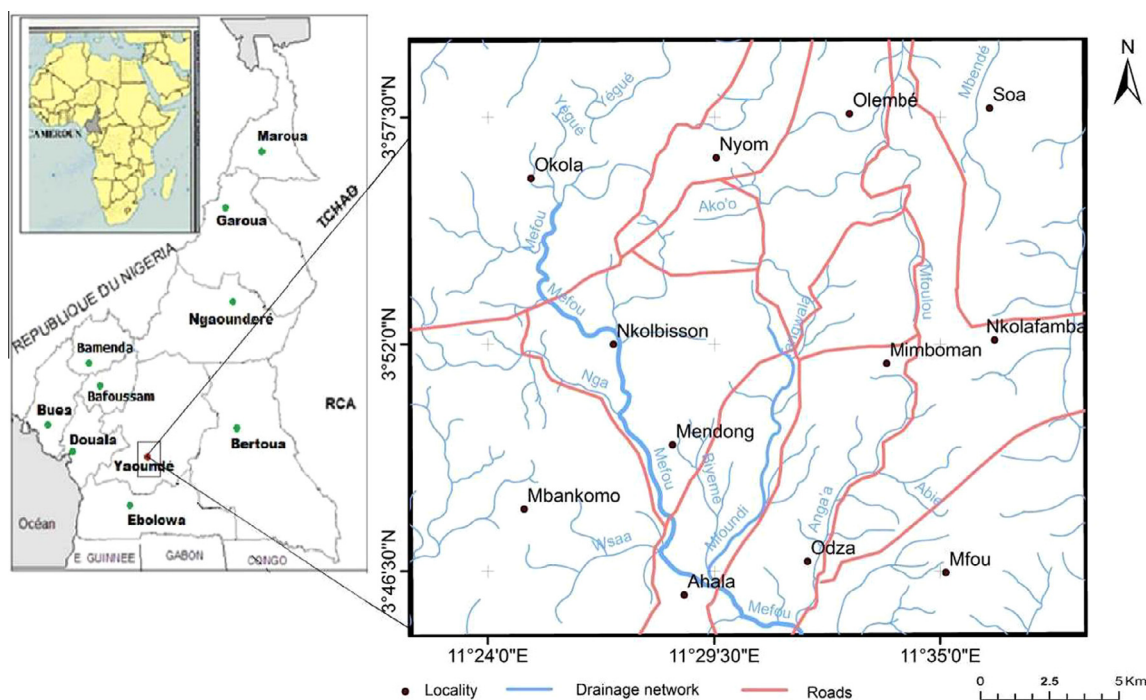 CAMEROUN
Maroua
Garoua
TCHAD
REPUBLIQUE DU NIGERIA
Ngaounderé
Bamenda
Bafoussam
Buea
Douala
RCA
Bertoua
Yaoundé
Ebolowa
Océan
E. GUINNEE
GABON
CONGO
N
3°57'30"N
3°52'0"N
3°46'30"N
Yégué
Yégué
Mbendé
Soa
Olembé
Nyom
Okola
Ako'o
Mefou
Mefou
Mfoulou
Nkolbisson
Nkolafamba
Mimboman
Nga
Mendong
Mefou
Biyeme
Mbankomo
Abie
Anga'a
Wsaa
Mfoundi
Odza
Mfou
Ahala
Mefou
11°24'0"E
11°29'30"E
11°35'0"E
Locality
Drainage network
Roads
0
2.5
5 Km